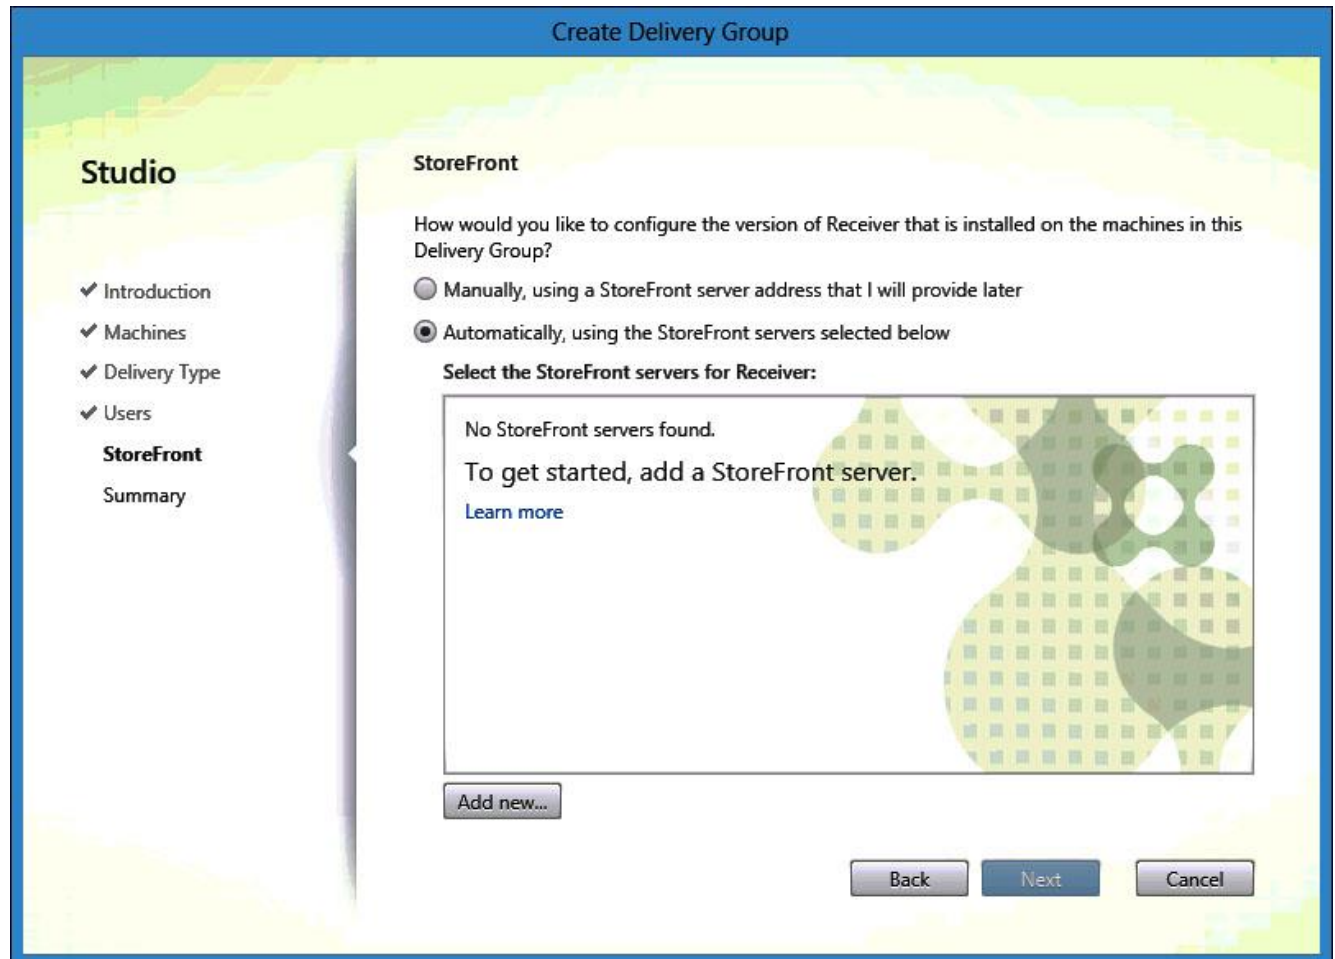 Create Delivery Group
Studio
✔ Introduction
✔ Machines
✔ Delivery Type
✔ Users
StoreFront
Summary
StoreFront
How would you like to configure the version of Receiver that is installed on the machines in this
Delivery Group?
Manually, using a StoreFront server address that I will provide later
Automatically, using the StoreFront servers selected below
Select the StoreFront servers for Receiver:
No StoreFront servers found.
To get started, add a StoreFront server.
Learn more
Add new...
Back
Next
Cancel